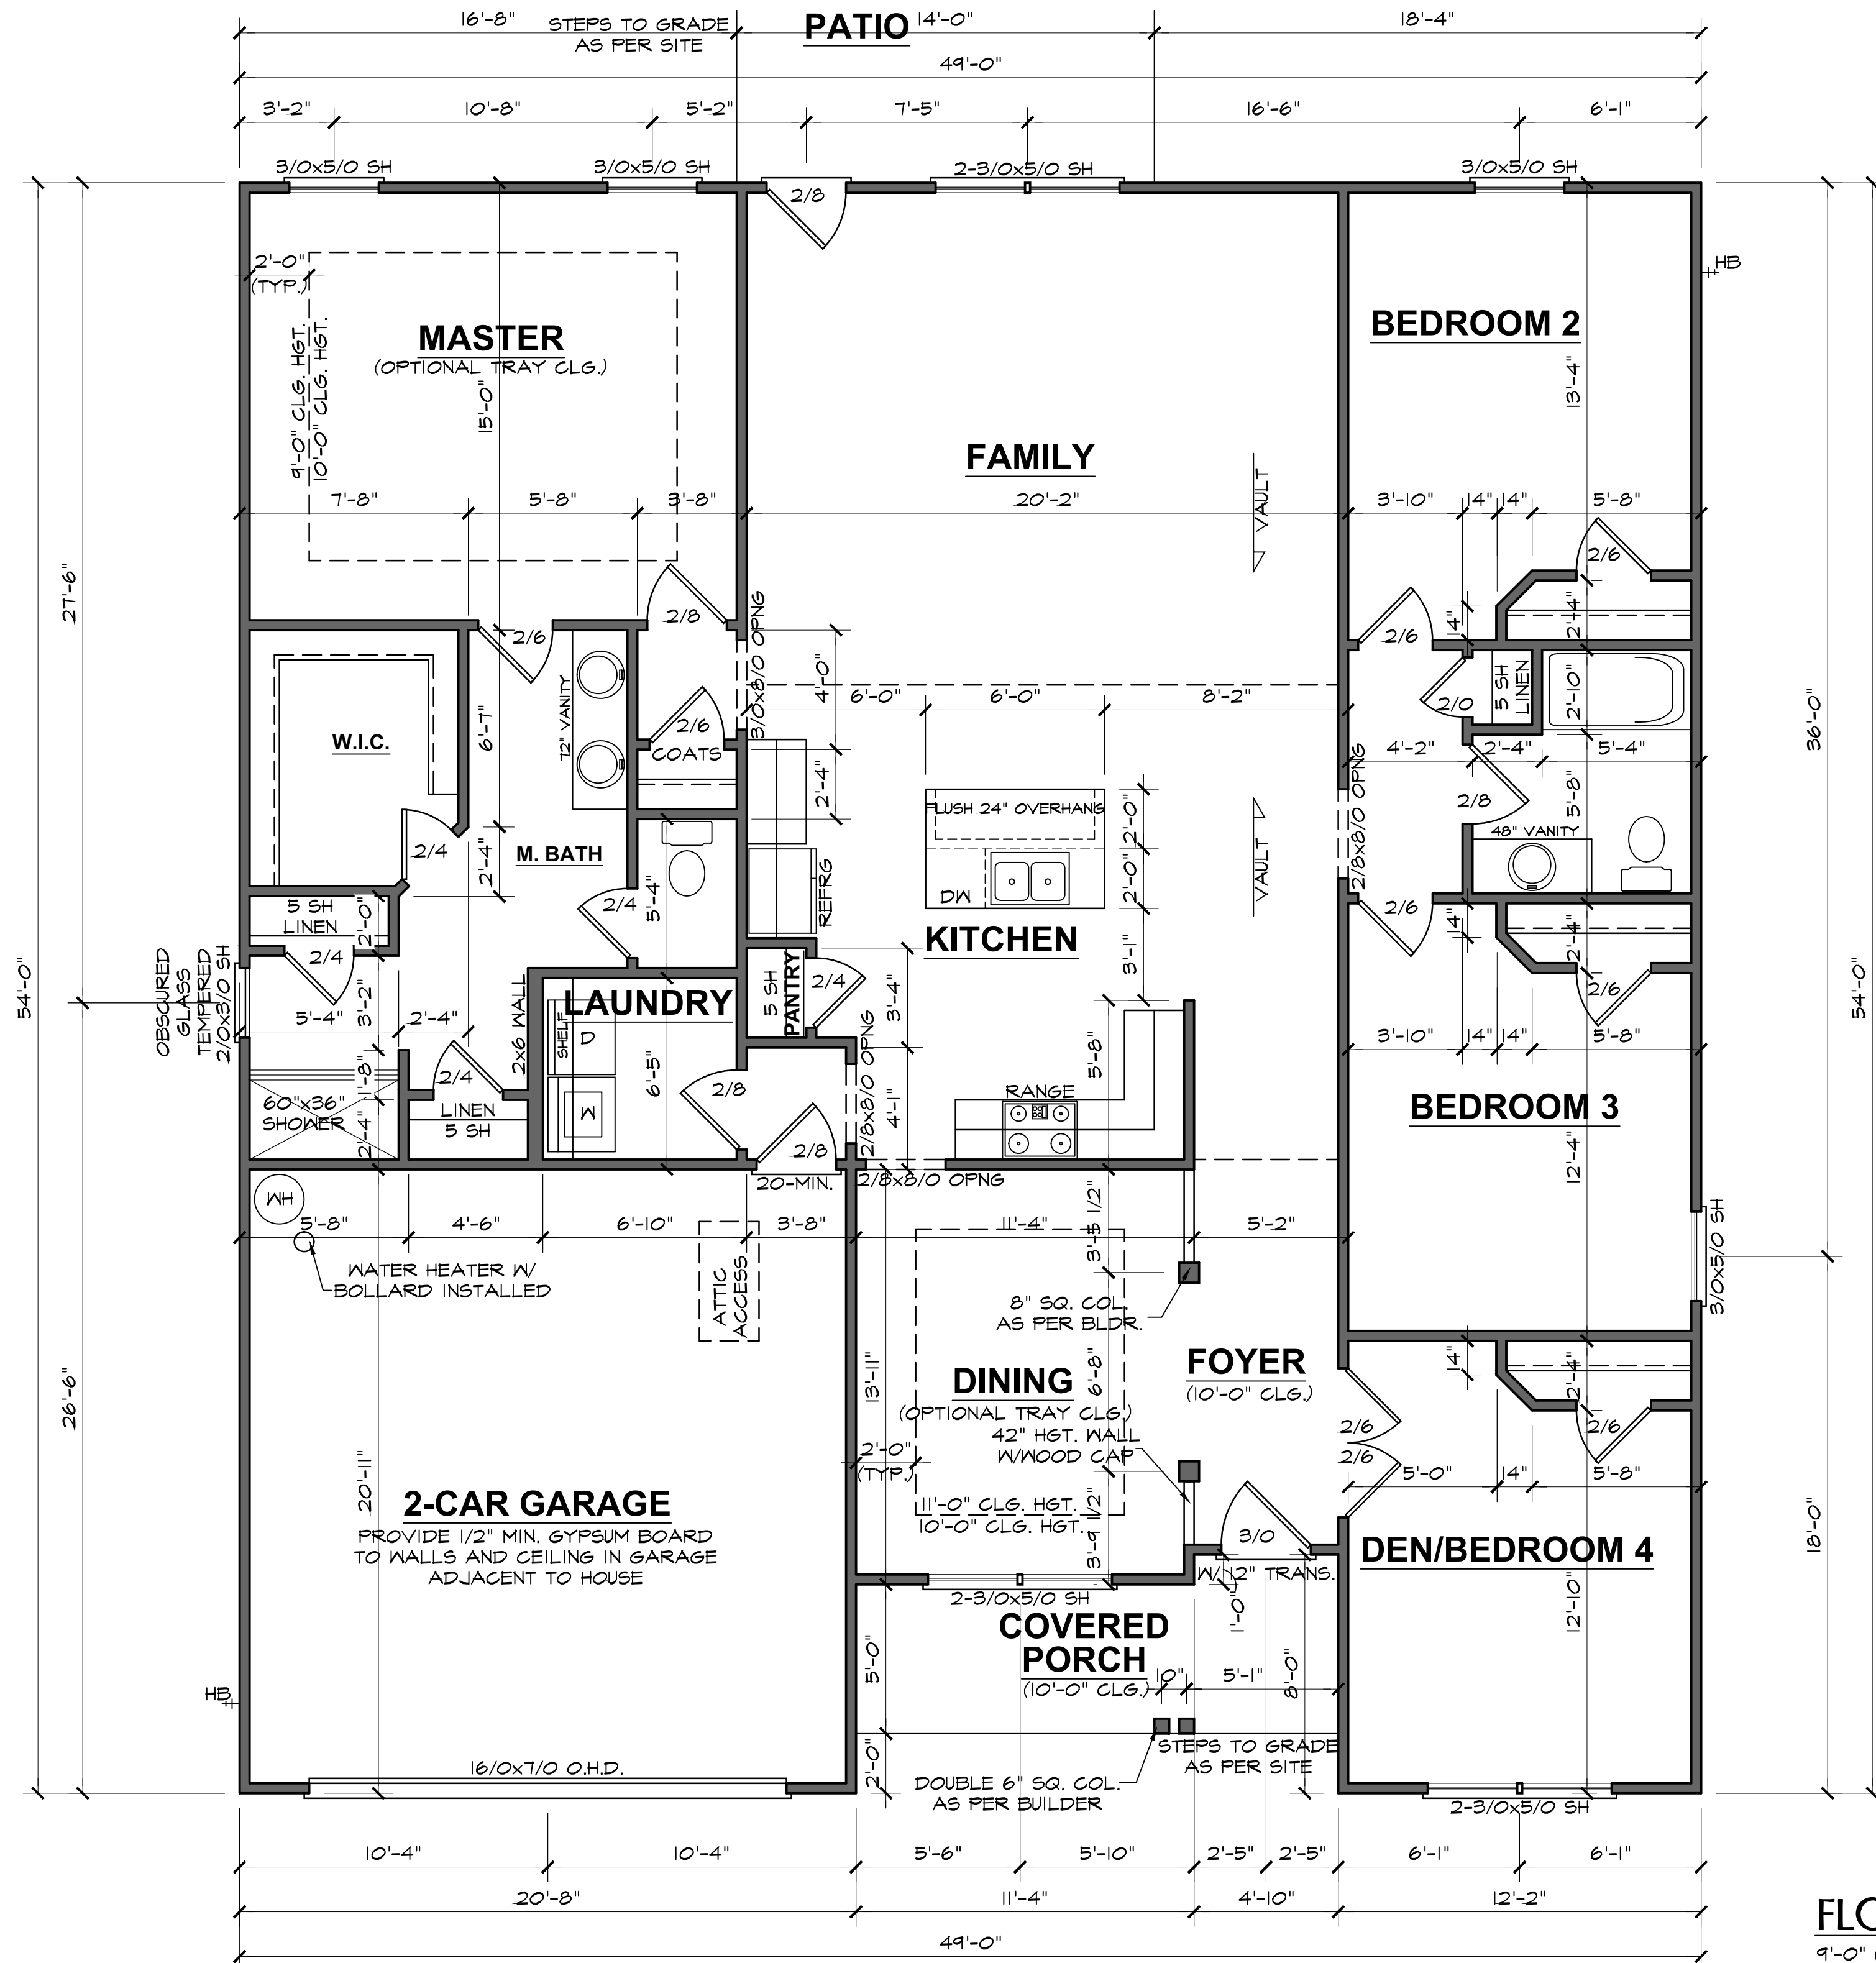 16'-8"
STEPS TO GRADE
AS PER SITE
PATIO
14'-0"
18'-4"
49'-0"
3'-2"
10'-8"
5'-2"
7'-5"
16'-6"
6'-1"
3/0x5/0 SH
3/0x5/0 SH
2-3/0x5/0 SH
3/0x5/0 SH
2/8
2'-0"
(TYP.)
HB
9'-0" CLG. HGT.
10'-0" CLG. HGT.
MASTER
(OPTIONAL TRAY CLG.)
15'-0"
BEDROOM 2
13'-4"
FAMILY
VAULT
7'-8"
5'-8"
3'-8"
20'-2"
3'-10"
14"
14"
5'-8"
2/6
27'-6"
54'-0"
2/6
2/8
3/0x8/0 OPNG
14"
2'-4"
2/6
4'-0"
6'-0"
6'-0"
8'-2"
2/0
5 SH
LINEN
2'-10"
36'-0"
54'-0"
W.I.C.
6'-7"
72" VANITY
2/6
COATS
2'-4"
4'-2"
2'-4"
5'-4"
FLUSH 24" OVERHANG
2'-0"
2'-0"
DW
VAULT
2/8x8/0 OPNG
2/8
5'-8"
48" VANITY
2/4
2'-4"
M. BATH
REFRG
5 SH
LINEN
2'-0"
2/4
5'-4"
2/4
KITCHEN
3'-1"
2/6
14"
2'-4"
2/6
OBSCURED
GLASS
TEMPERED
2/0x3/0 SH
5'-4"
3'-2"
2'-4"
2x6 WALL
LAUNDRY
SHELF
D
W
6'-5"
5 SH
PANTRY
2/4
3'-4"
5'-8"
3'-10"
14"
14"
5'-8"
1'-8"
2/4
2/8
2/8x8/0 OPNG
4'-1"
RANGE
BEDROOM 3
60"x36"
SHOWER
2'-4"
LINEN
5 SH
2/8
12'-4"
WH
20-MIN.
2/8x8/0 OPNG
5'-8"
4'-6"
6'-10"
3'-8"
11'-4"
3'-5 1/2"
5'-2"
3/0x5/0 SH
WATER HEATER W/
BOLLARD INSTALLED
ATTIC
ACCESS
8" SQ. COL.
AS PER BLDR.
26'-6"
13'-11"
DINING
(OPTIONAL TRAY CLG.)
6'-8"
FOYER
(10'-0" CLG.)
14"
2'-4"
2/6
2/6
2/6
42" HGT. WALL
W/WOOD CAP
2'-0"
(TYP.)
5'-0"
14"
5'-8"
20'-11"
2-CAR GARAGE
PROVIDE 1/2" MIN. GYPSUM BOARD
TO WALLS AND CEILING IN GARAGE
ADJACENT TO HOUSE
11'-0" CLG. HGT.
10'-0" CLG. HGT.
3'-9 1/2"
3/0
W/12" TRANS.
DEN/BEDROOM 4
18'-0"
2-3/0x5/0 SH
1'-0"
12'-10"
COVERED
PORCH
(10'-0" CLG.)
5'-0"
10"
5'-1"
8'-0"
HB
STEPS TO GRADE
AS PER SITE
2'-0"
DOUBLE 6" SQ. COL.
AS PER BUILDER
16/0x7/0 O.H.D.
2-3/0x5/0 SH
10'-4"
10'-4"
5'-6"
5'-10"
2'-5"
2'-5"
6'-1"
6'-1"
20'-8"
11'-4"
4'-10"
12'-2"
49'-0"
9'-0"